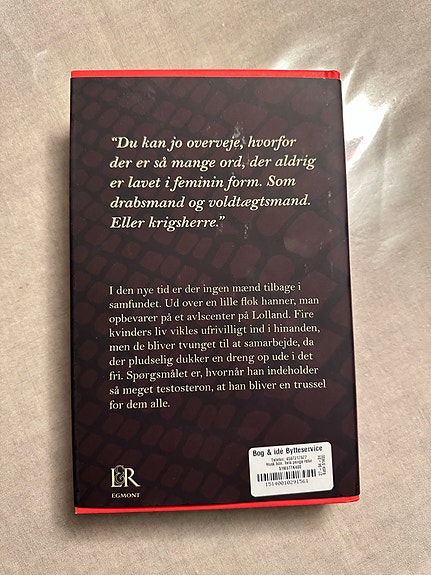 “Du kan jo overveje, hvorfor
der er så mange ord, der aldrig
er lavet i feminin form. Som
drabsmand og voldtægtsmand.
Eller krigsherre.”
I den nye tid er der ingen mænd tilbage i
samfundet. Ud over en lille flok hanner, man
opbevarer på et avlscenter på Lolland. Fire
kvinders liv vikles ufrivilligt ind i hinanden,
men de bliver tvunget til at samarbejde, da
der pludselig dukker en dreng op ude i det
fri. Spørgsmålet er, hvornår han indeholder
så meget testosteron, at han bliver en trussel
for dem alle.
L&R
EGMONT
Bog & idé Bytteservice
15140010291561